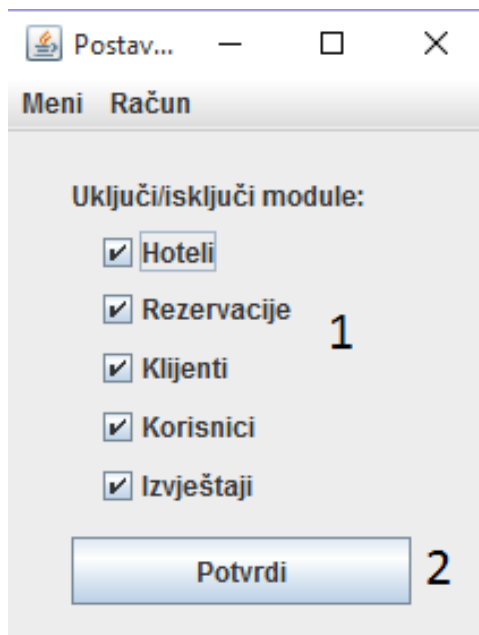 Postav...
Meni Račun
Uključi/isključi module:
Hoteli
Rezervacije
1
Klijenti
Korisnici
Izvještaji
Potvrdi 2